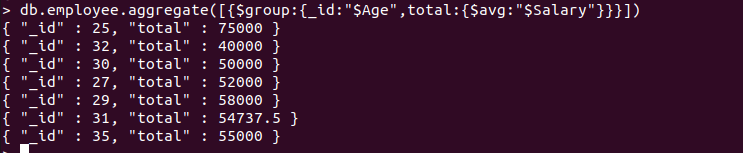 > db.employee.aggregate([{$group:{_id:"$Age",total:{$avg:"$Salary"}}}])
{ "_id" : 25, "total" : 75000 }
{ "_id" : 32, "total" : 40000 }
{ "_id" : 30, "total" : 50000 }
{ "_id" : 27, "total" : 52000 }
{ "_id" : 29, "total" : 58000 }
{ "_id" : 31, "total" : 54737.5 }
{ "_id" : 35, "total" : 55000 }
>